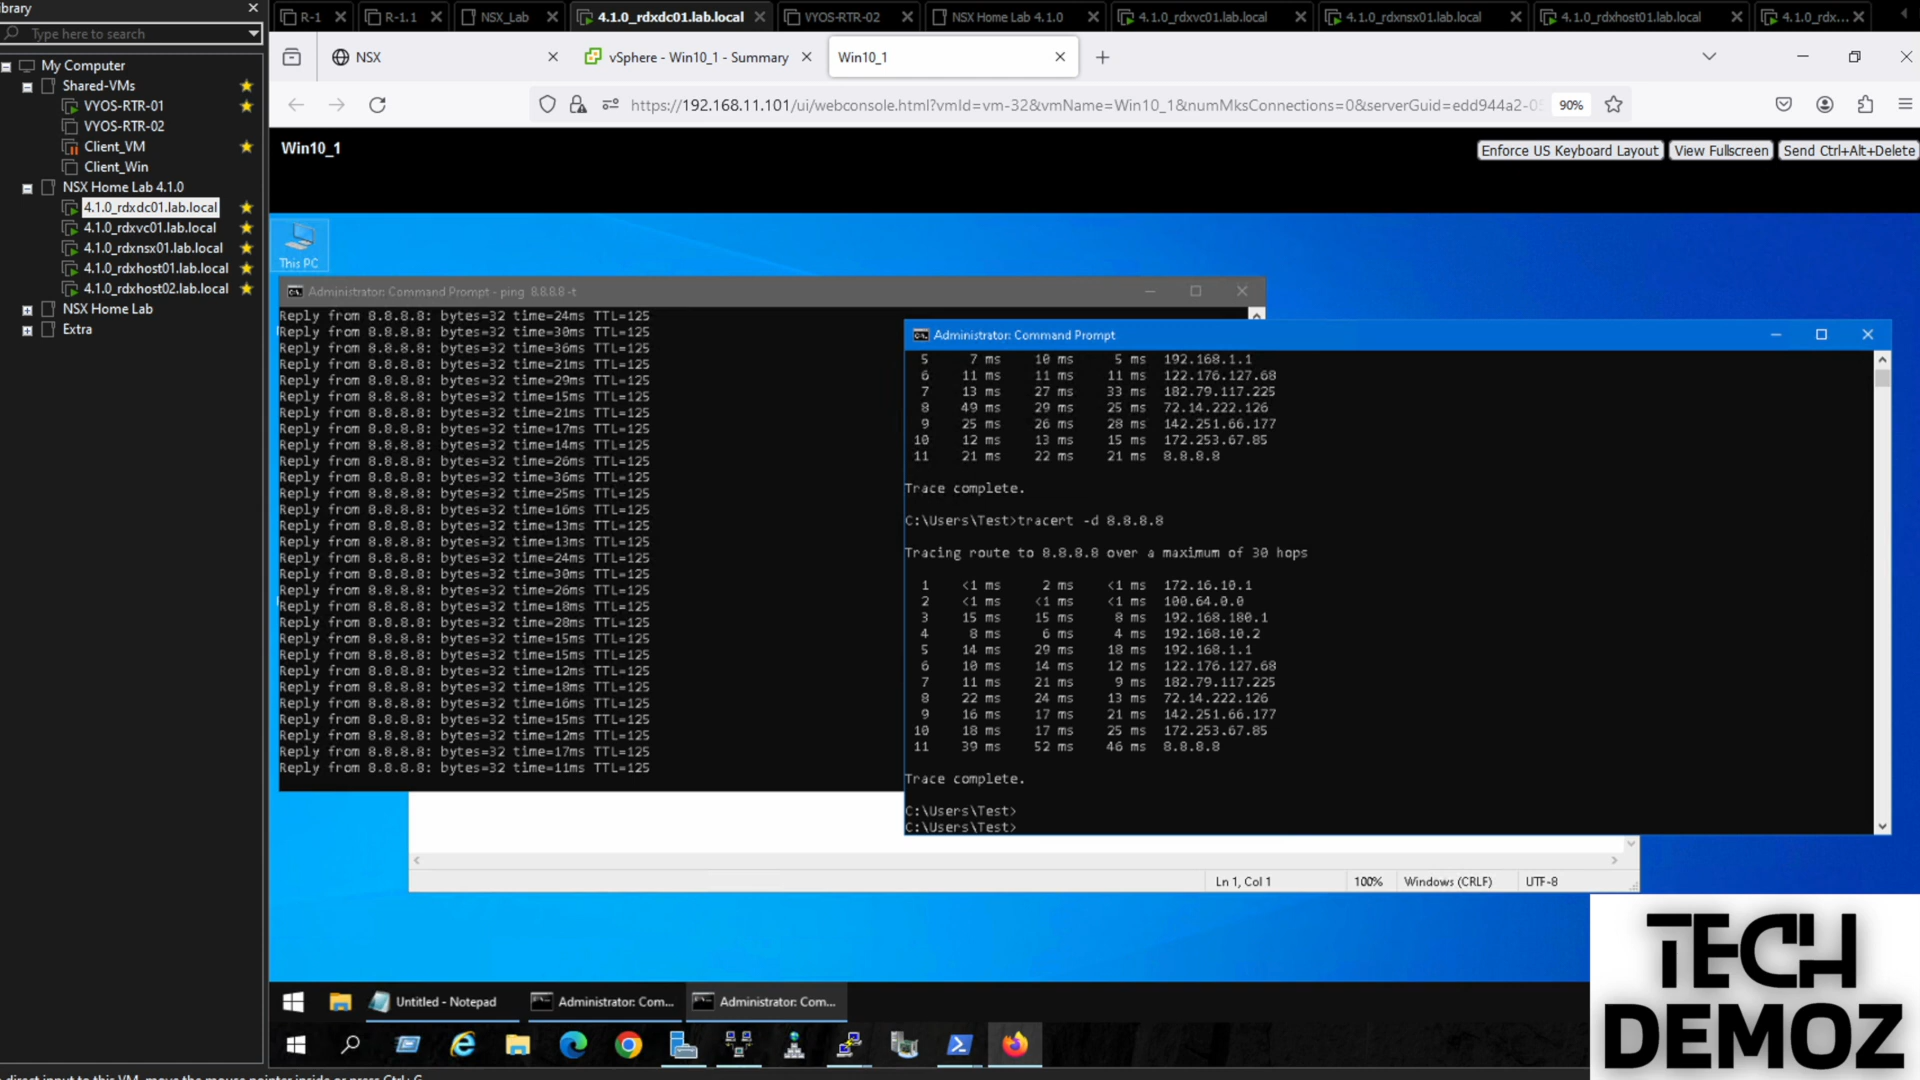 ibrary
Type here to search
My Computer
Shared-VMs
VYOS-RTR-01
VYOS-RTR-02
Client_VM
Client_Win
NSX Home Lab 4.1.0
4.1.0_rdxdc01.lab.local
4.1.0_rdxvc01.lab.local
4.1.0_rdxnsx01.lab.local
4.1.0_rdxhost01.lab.local
4.1.0_rdxhost02.lab.local
NSX Home Lab
Extra
R-1
R-1.1
NSX_Lab
4.1.0_rdxdc01.lab.local
VYOS-RTR-02
NSX Home Lab 4.1.0
4.1.0_rdxvc01.lab.local
4.1.0_rdxnsx01.lab.local
4.1.0_rdxhost01.lab.local
4.1.0_rdx...
NSX
vSphere - Win10_1 - Summary
Win10_1
https://192.168.11.101/ui/webconsole.html?vmId=vm-32&vmName=Win10_1&numMksConnections=0&serverGuid=edd944a2-05
90%
Win10_1
Enforce US Keyboard Layout
View Fullscreen
Send Ctrl+Alt+Delete
This PC
Administrator: Command Prompt - ping 8.8.8.8 -t
Reply from 8.8.8.8: bytes=32 time=24ms TTL=125
Reply from 8.8.8.8: bytes=32 time=30ms TTL=125
Reply from 8.8.8.8: bytes=32 time=36ms TTL=125
Reply from 8.8.8.8: bytes=32 time=21ms TTL=125
Reply from 8.8.8.8: bytes=32 time=29ms TTL=125
Reply from 8.8.8.8: bytes=32 time=15ms TTL=125
Reply from 8.8.8.8: bytes=32 time=21ms TTL=125
Reply from 8.8.8.8: bytes=32 time=17ms TTL=125
Reply from 8.8.8.8: bytes=32 time=14ms TTL=125
Reply from 8.8.8.8: bytes=32 time=26ms TTL=125
Reply from 8.8.8.8: bytes=32 time=36ms TTL=125
Reply from 8.8.8.8: bytes=32 time=25ms TTL=125
Reply from 8.8.8.8: bytes=32 time=16ms TTL=125
Reply from 8.8.8.8: bytes=32 time=13ms TTL=125
Reply from 8.8.8.8: bytes=32 time=13ms TTL=125
Reply from 8.8.8.8: bytes=32 time=24ms TTL=125
Reply from 8.8.8.8: bytes=32 time=30ms TTL=125
Reply from 8.8.8.8: bytes=32 time=26ms TTL=125
Reply from 8.8.8.8: bytes=32 time=18ms TTL=125
Reply from 8.8.8.8: bytes=32 time=28ms TTL=125
Reply from 8.8.8.8: bytes=32 time=15ms TTL=125
Reply from 8.8.8.8: bytes=32 time=15ms TTL=125
Reply from 8.8.8.8: bytes=32 time=12ms TTL=125
Reply from 8.8.8.8: bytes=32 time=18ms TTL=125
Reply from 8.8.8.8: bytes=32 time=16ms TTL=125
Reply from 8.8.8.8: bytes=32 time=15ms TTL=125
Reply from 8.8.8.8: bytes=32 time=12ms TTL=125
Reply from 8.8.8.8: bytes=32 time=17ms TTL=125
Reply from 8.8.8.8: bytes=32 time=11ms TTL=125
Administrator: Command Prompt
5 7 ms 10 ms 5 ms 192.168.1.1
6 11 ms 11 ms 11 ms 122.176.127.68
7 13 ms 27 ms 33 ms 182.79.117.225
8 49 ms 29 ms 25 ms 72.14.222.126
9 25 ms 26 ms 28 ms 142.251.66.177
10 12 ms 13 ms 15 ms 172.253.67.85
11 21 ms 22 ms 21 ms 8.8.8.8
Trace complete.
C:\Users\Test>tracert -d 8.8.8.8
Tracing route to 8.8.8.8 over a maximum of 30 hops
1 <1 ms 2 ms <1 ms 172.16.10.1
2 <1 ms <1 ms <1 ms 100.64.0.0
3 15 ms 15 ms 8 ms 192.168.180.1
4 8 ms 6 ms 4 ms 192.168.10.2
5 14 ms 29 ms 18 ms 192.168.1.1
6 10 ms 14 ms 12 ms 122.176.127.68
7 11 ms 21 ms 9 ms 182.79.117.225
8 22 ms 24 ms 13 ms 72.14.222.126
9 16 ms 17 ms 21 ms 142.251.66.177
10 18 ms 17 ms 25 ms 172.253.67.85
11 39 ms 52 ms 46 ms 8.8.8.8
Trace complete.
C:\Users\Test>
C:\Users\Test>
Ln 1, Col 1
100%
Windows (CRLF)
UTF-8
Untitled - Notepad
Administrator: Com...
Administrator: Com...
TECH
DEMOZ
direct input to this VM, move the mouse pointer inside or press Ctrl+G